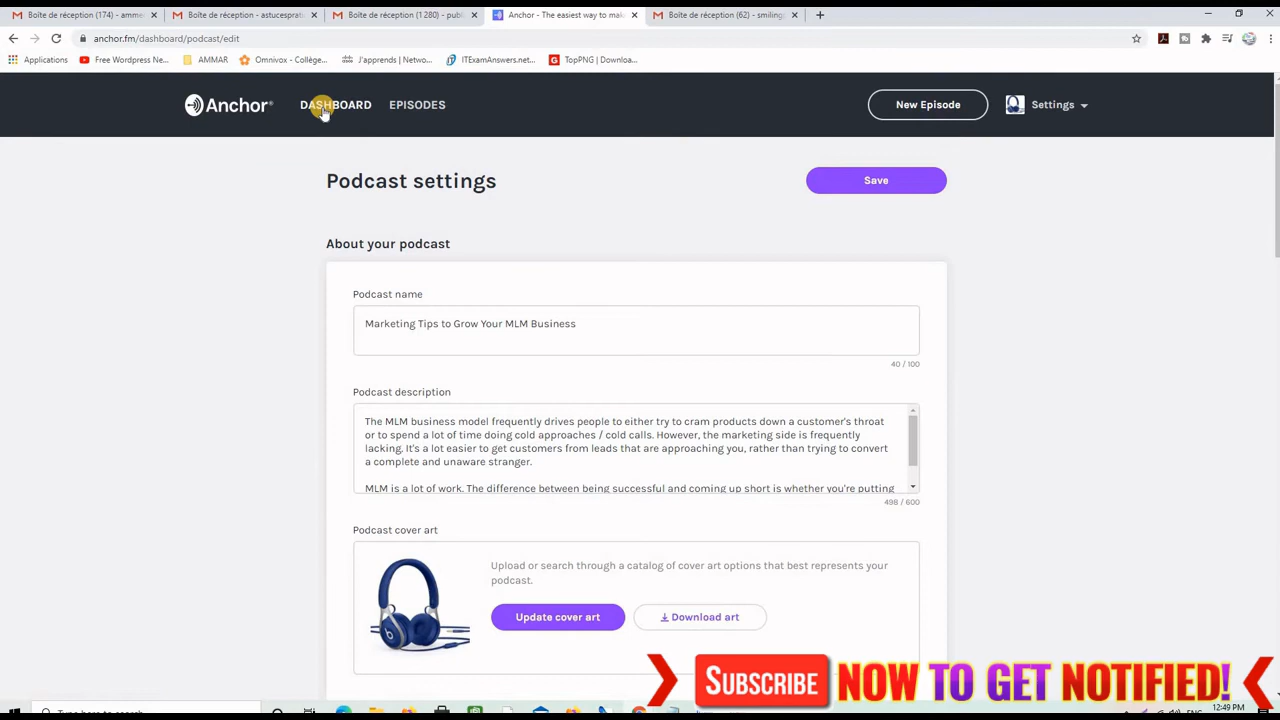 Boîte de réception (174) - amme
Boîte de réception - astucesprat
Boîte de réception (1 280) - publ
Anchor - The easiest way to mak
Boîte de réception (62) - smiling
anchor.fm/dashboard/podcast/edit
Applications
Free Wordpress Ne...
AMMAR
Omnivox - Collège...
J'apprends | Netwo...
ITExamAnswers.net...
TopPNG | Downloa...
Anchor
DASHBOARD
EPISODES
New Episode
Settings
Podcast settings
Save
About your podcast
Podcast name
Marketing Tips to Grow Your MLM Business
40 / 100
Podcast description
The MLM business model frequently drives people to either try to cram products down a customer's throat
or to spend a lot of time doing cold approaches / cold calls. However, the marketing side is frequently
lacking. It's a lot easier to get customers from leads that are approaching you, rather than trying to convert
a complete and unaware stranger.
MLM is a lot of work. The difference between being successful and coming up short is whether you're putting
498 / 600
Podcast cover art
Upload or search through a catalog of cover art options that best represents your
podcast.
Update cover art
Download art
SUBSCRIBE NOW TO GET NOTIFIED!
12:49 PM